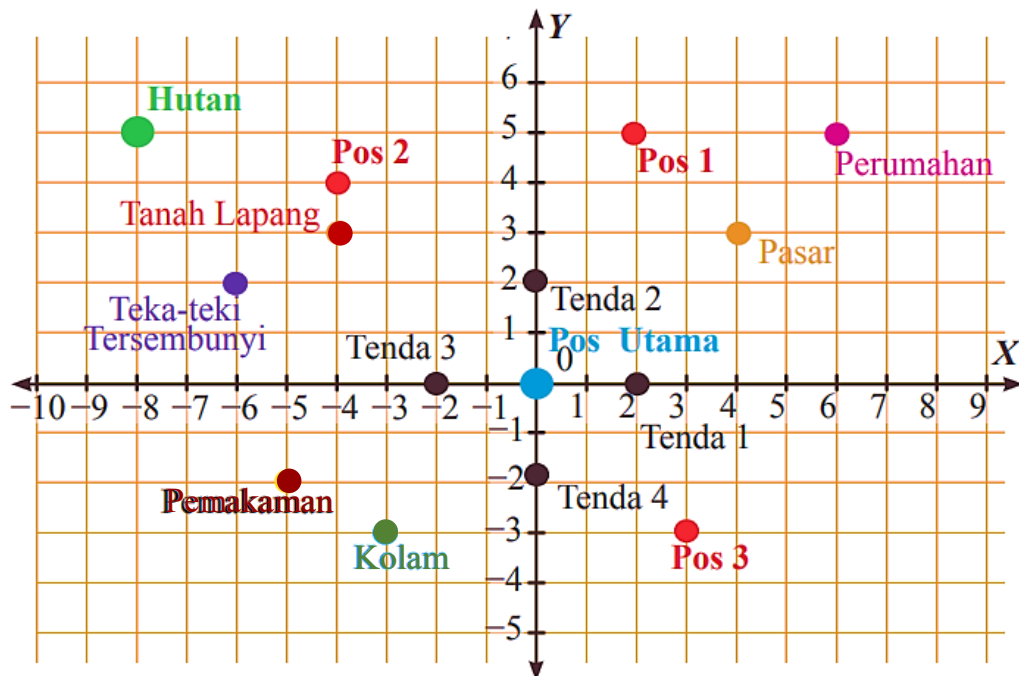 Y
6
Hutan
5
Pos 2
Pos 1
Perumahan
4
Tanah Lapang
3
Pasar
2
Teka-teki
Tersembunyi
Tenda 2
1
Pos Utama
Tenda 3
0
X
−10 −9 −8 −7 −6 −5 −4 −3 −2 −1 1 2 3 4 5 6 7 8 9
−1
Tenda 1
−2
Pemakaman
Tenda 4
−3
Kolam
Pos 3
−4
−5